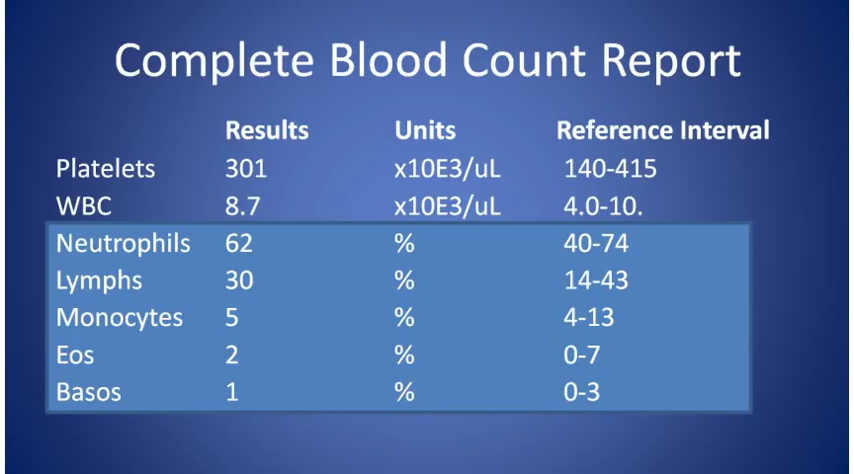 Complete Blood Count Report
Results Units Reference Interval
Platelets 301 x10E3/uL 140-415
WBC 8.7 x10E3/uL 4.0-10.
Neutrophils 62 % 40-74
Lymphs 30 % 14-43
Monocytes 5 % 4-13
Eos 2 % 0-7
Basos 1 % 0-3